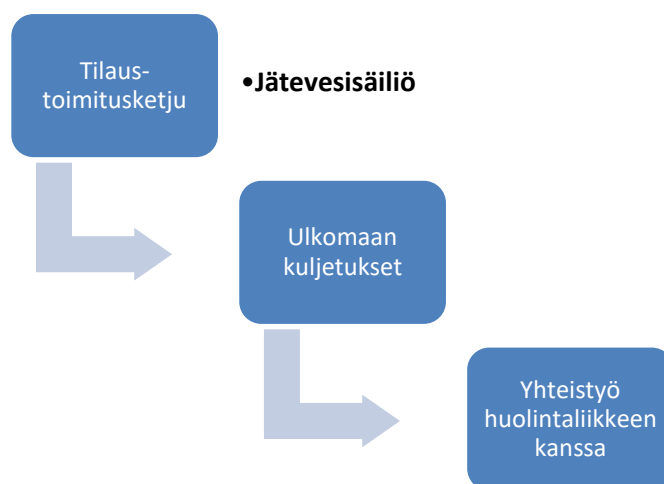 Tilaus-
toimitusketju
•Jätevesisäiliö
Ulkomaan
kuljetukset
Yhteistyö
huolintaliikkeen
kanssa